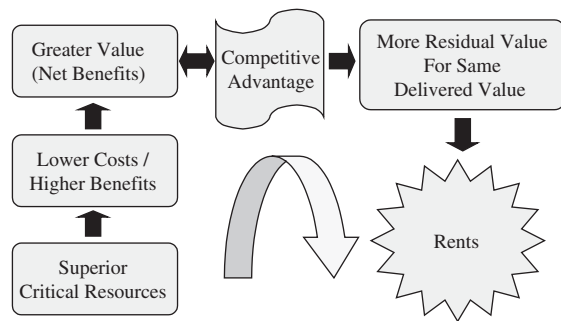 Greater Value
(Net Benefits)
Competitive
Advantage
More Residual Value
For Same
Delivered Value
Lower Costs /
Higher Benefits
Superior
Critical Resources
Rents